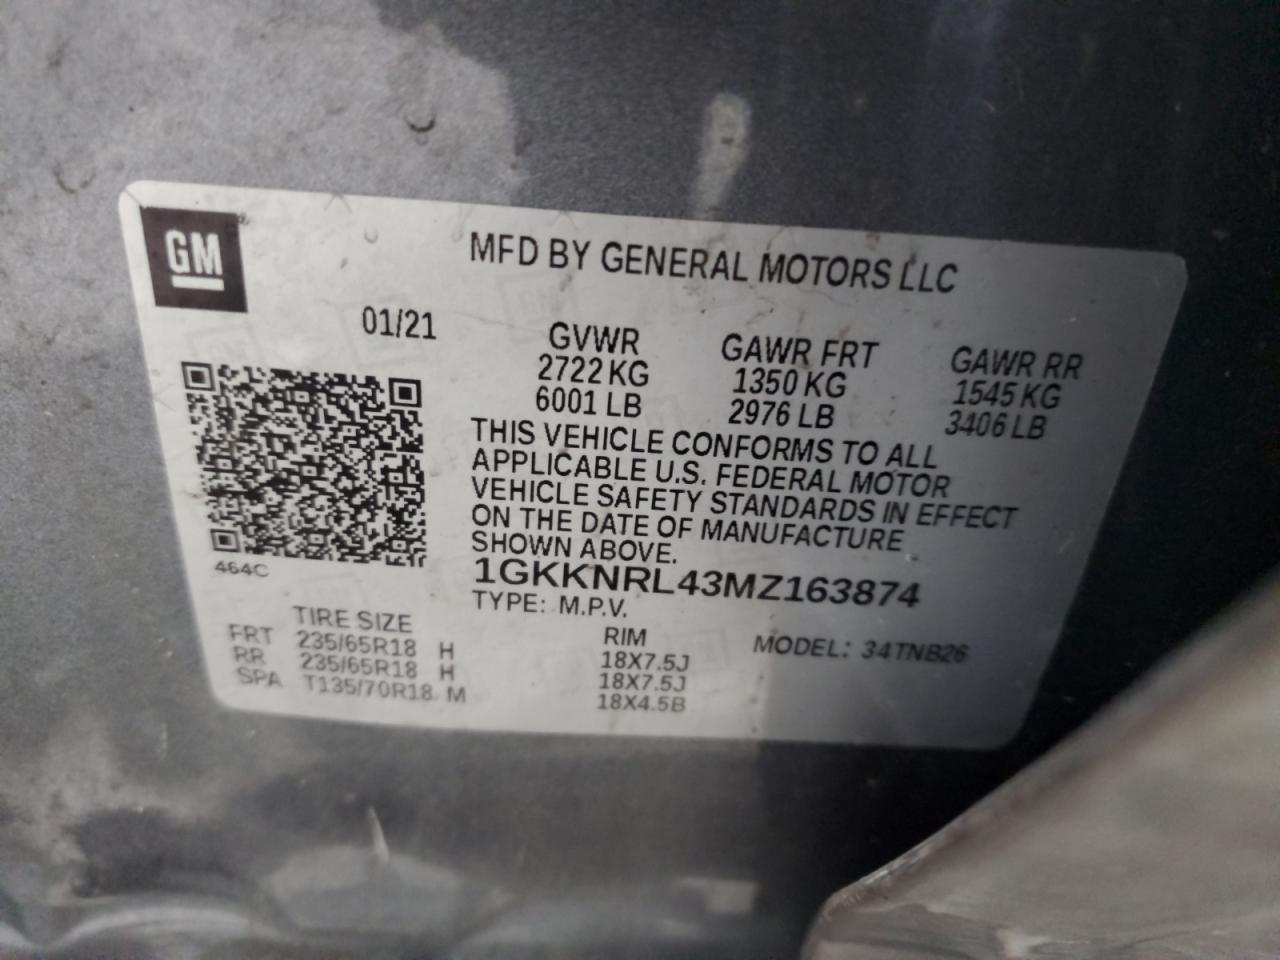 GM
MFD BY GENERAL MOTORS LLC
01/21
GVWR GAWR FRT GAWR RR
2722 KG 1350 KG 1545 KG
6001 LB 2976 LB 3406 LB
THIS VEHICLE CONFORMS TO ALL
APPLICABLE U.S. FEDERAL MOTOR
VEHICLE SAFETY STANDARDS IN EFFECT
ON THE DATE OF MANUFACTURE
SHOWN ABOVE.
464C
1GKKNRL43MZ163874
TYPE: M.P.V. MODEL: 34TNB26
TIRE SIZE RIM
FRT 235/65R18 H 18X7.5J
RR 235/65R18 H 18X7.5J
SPA T135/70R18 M 18X4.5B